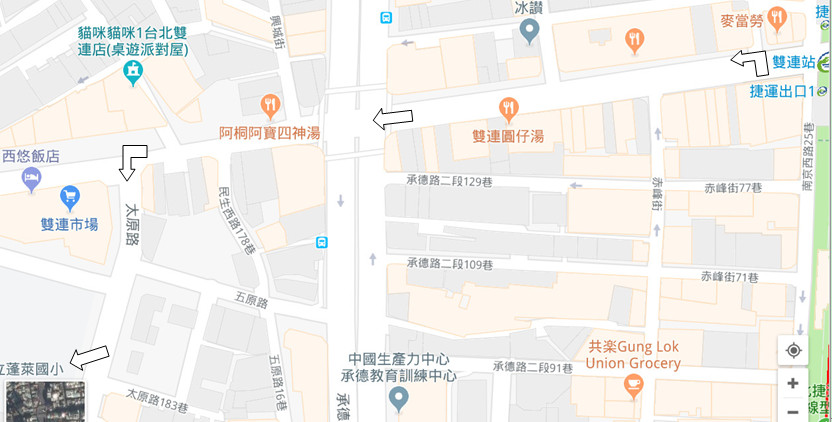 冰讚
捷
麥當勞
興城街
貓咪貓咪1台北雙
連店(桌遊派對屋)
雙連站
捷運出口1
阿桐阿寶四神湯
雙連圓仔湯
南京西路25巷
西悠飯店
承德路二段129巷
赤峰街
赤峰街77巷
雙連市場
太原路
民生西路178巷
承德路二段109巷
赤峰街71巷
五原路
立蓬萊國小
中國生產力中心
承德教育訓練中心
共楽Gung Lok
Union Grocery
承德路二段91巷
太原路183巷
五原路16巷
承德
北捷
線型